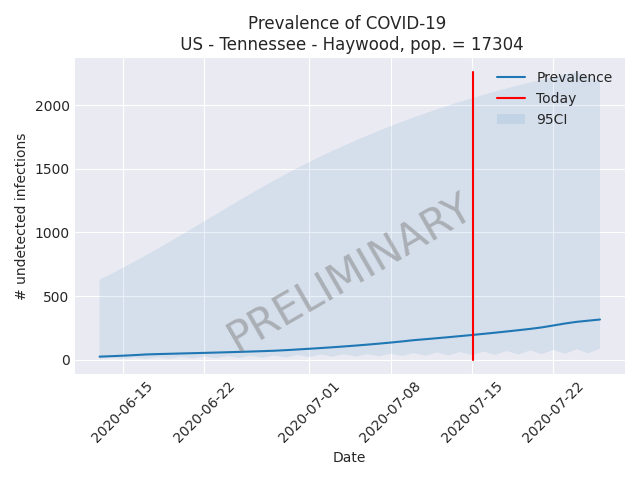 Prevalence of COVID-19
US - Tennessee - Haywood, pop. = 17304
Prevalence
Today
95CI
2000
1500
1000
500
0
# undetected infections
PRELIMINARY
2020-06-15
2020-06-22
2020-07-01
2020-07-08
2020-07-15
2020-07-22
Date